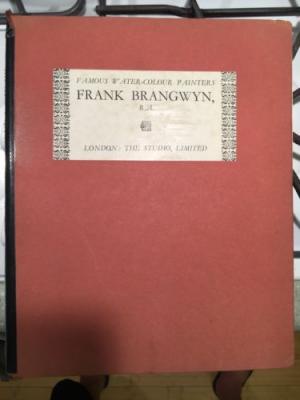 FAMOUS WATER-COLOUR PAINTERS
FRANK BRANGWYN,
R.A.
LONDON: THE STUDIO, LIMITED